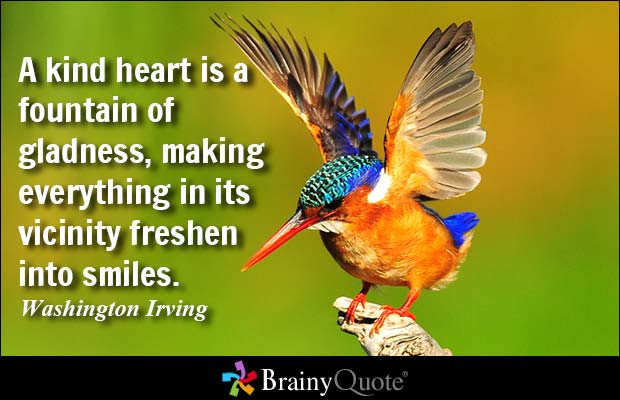 A kind heart is a
fountain of
gladness, making
everything in its
vicinity freshen
into smiles.
Washington Irving
BrainyQuote®